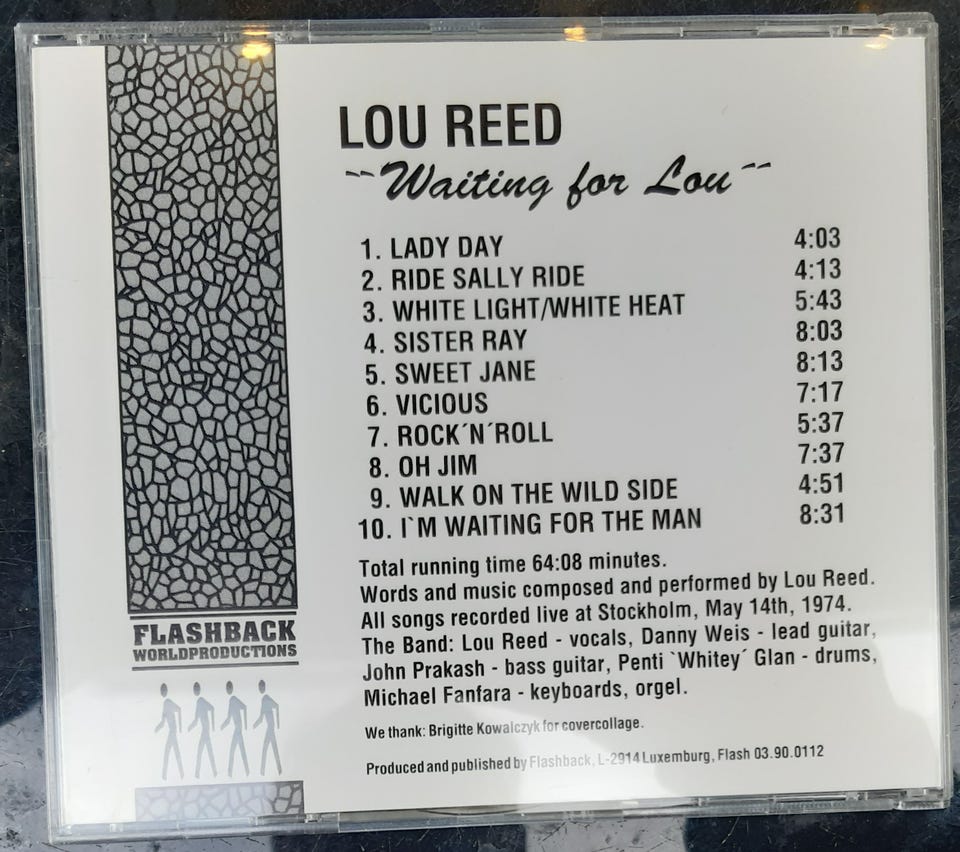 LOU REED
``Waiting for Lou´´
1. LADY DAY 4:03
2. RIDE SALLY RIDE 4:13
3. WHITE LIGHT/WHITE HEAT 5:43
4. SISTER RAY 8:03
5. SWEET JANE 8:13
6. VICIOUS 7:17
7. ROCK´N´ROLL 5:37
8. OH JIM 7:37
9. WALK ON THE WILD SIDE 4:51
10. I`M WAITING FOR THE MAN 8:31
Total running time 64:08 minutes.
Words and music composed and performed by Lou Reed.
All songs recorded live at Stockholm, May 14th, 1974.
The Band: Lou Reed - vocals, Danny Weis - lead guitar,
John Prakash - bass guitar, Penti `Whitey´ Glan - drums,
Michael Fanfara - keyboards, orgel.
We thank: Brigitte Kowalczyk for covercollage.
Produced and published by Flashback, L-2914 Luxemburg, Flash 03.90.0112
FLASHBACK
WORLDPRODUCTIONS